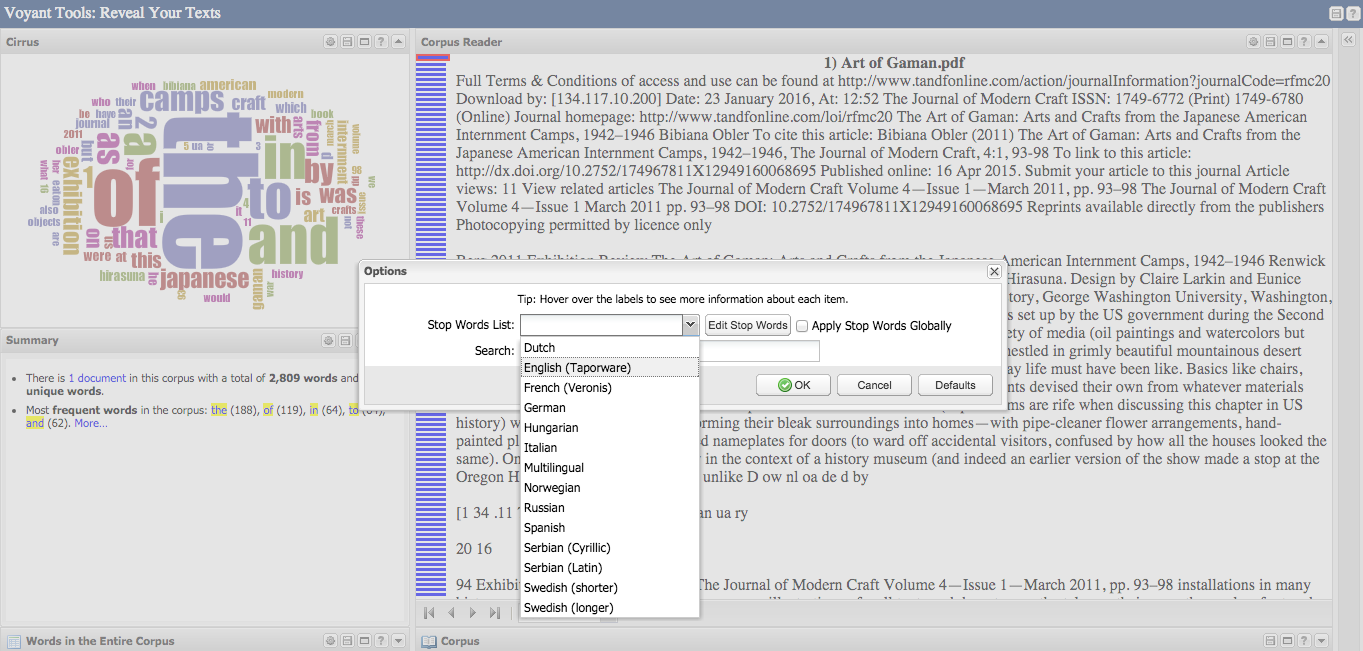 Voyant Tools: Reveal Your Texts
Cirrus
when bibiana american
modern
who their camps craft which
be have an 2 book
journal with arts from
2011 as of a the in by
obler but 5 ua or 3 d internment volume
what her exhibition 1 for i to is was we
16 canton 4 up
also it art crafts not these
objects on that 11 and
are its were at this
hirasuna he japanese history
war
would
Summary
There is 1 document in this corpus with a total of 2,809 words and
unique words.
Most frequent words in the corpus: the (188), of (119), in (64), to
and (62). More...
Words in the Entire Corpus
Corpus Reader
1) Art of Gaman.pdf
Full Terms & Conditions of access and use can be found at http://www.tandfonline.com/action/journalInformation?journalCode=rfmc20
Download by: [134.117.10.200] Date: 23 January 2016, At: 12:52 The Journal of Modern Craft ISSN: 1749-6772 (Print) 1749-6780
(Online) Journal homepage: http://www.tandfonline.com/loi/rfmc20 The Art of Gaman: Arts and Crafts from the Japanese American
Internment Camps, 1942–1946 Bibiana Obler To cite this article: Bibiana Obler (2011) The Art of Gaman: Arts and Crafts from the
Japanese American Internment Camps, 1942–1946, The Journal of Modern Craft, 4:1, 93-98 To link to this article:
http://dx.doi.org/10.2752/174967811X12949160068695 Published online: 16 Apr 2015. Submit your article to this journal Article
views: 11 View related articles The Journal of Modern Craft Volume 4—Issue 1—March 2011, pp. 93–98 The Journal of Modern Craft
Volume 4—Issue 1 March 2011 pp. 93–98 DOI: 10.2752/174967811X12949160068695 Reprints available directly from the publishers
Photocopying permitted by licence only
American Internment Camps, 1942–1946 Renwick
Hirasuna. Design by Claire Larkin and Eunice
tory, George Washington University, Washington,
s set up by the US government during the Second
ety of media (oil paintings and watercolors but
nestled in grimly beautiful mountainous desert
ay life must have been like. Basics like chairs,
nts devised their own from whatever materials
ms are rife when discussing this chapter in US
history) w orming their bleak surroundings into homes—with pipe-cleaner flower arrangements, hand-
painted pl d nameplates for doors (to ward off accidental visitors, confused by how all the houses looked the
same). On y in the context of a history museum (and indeed an earlier version of the show made a stop at the
Oregon H unlike D ow nl oa de d by
[1 34 .11 an ua ry
20 16
94 Exhibi The Journal of Modern Craft Volume 4—Issue 1—March 2011, pp. 93–98 installations in many
Corpus
Options
Tip: Hover over the labels to see more information about each item.
Stop Words List: Edit Stop Words Apply Stop Words Globally
Search:
OK Cancel Defaults
Dutch
English (Taporware)
French (Veronis)
German
Hungarian
Italian
Multilingual
Norwegian
Russian
Spanish
Serbian (Cyrillic)
Serbian (Latin)
Swedish (shorter)
Swedish (longer)